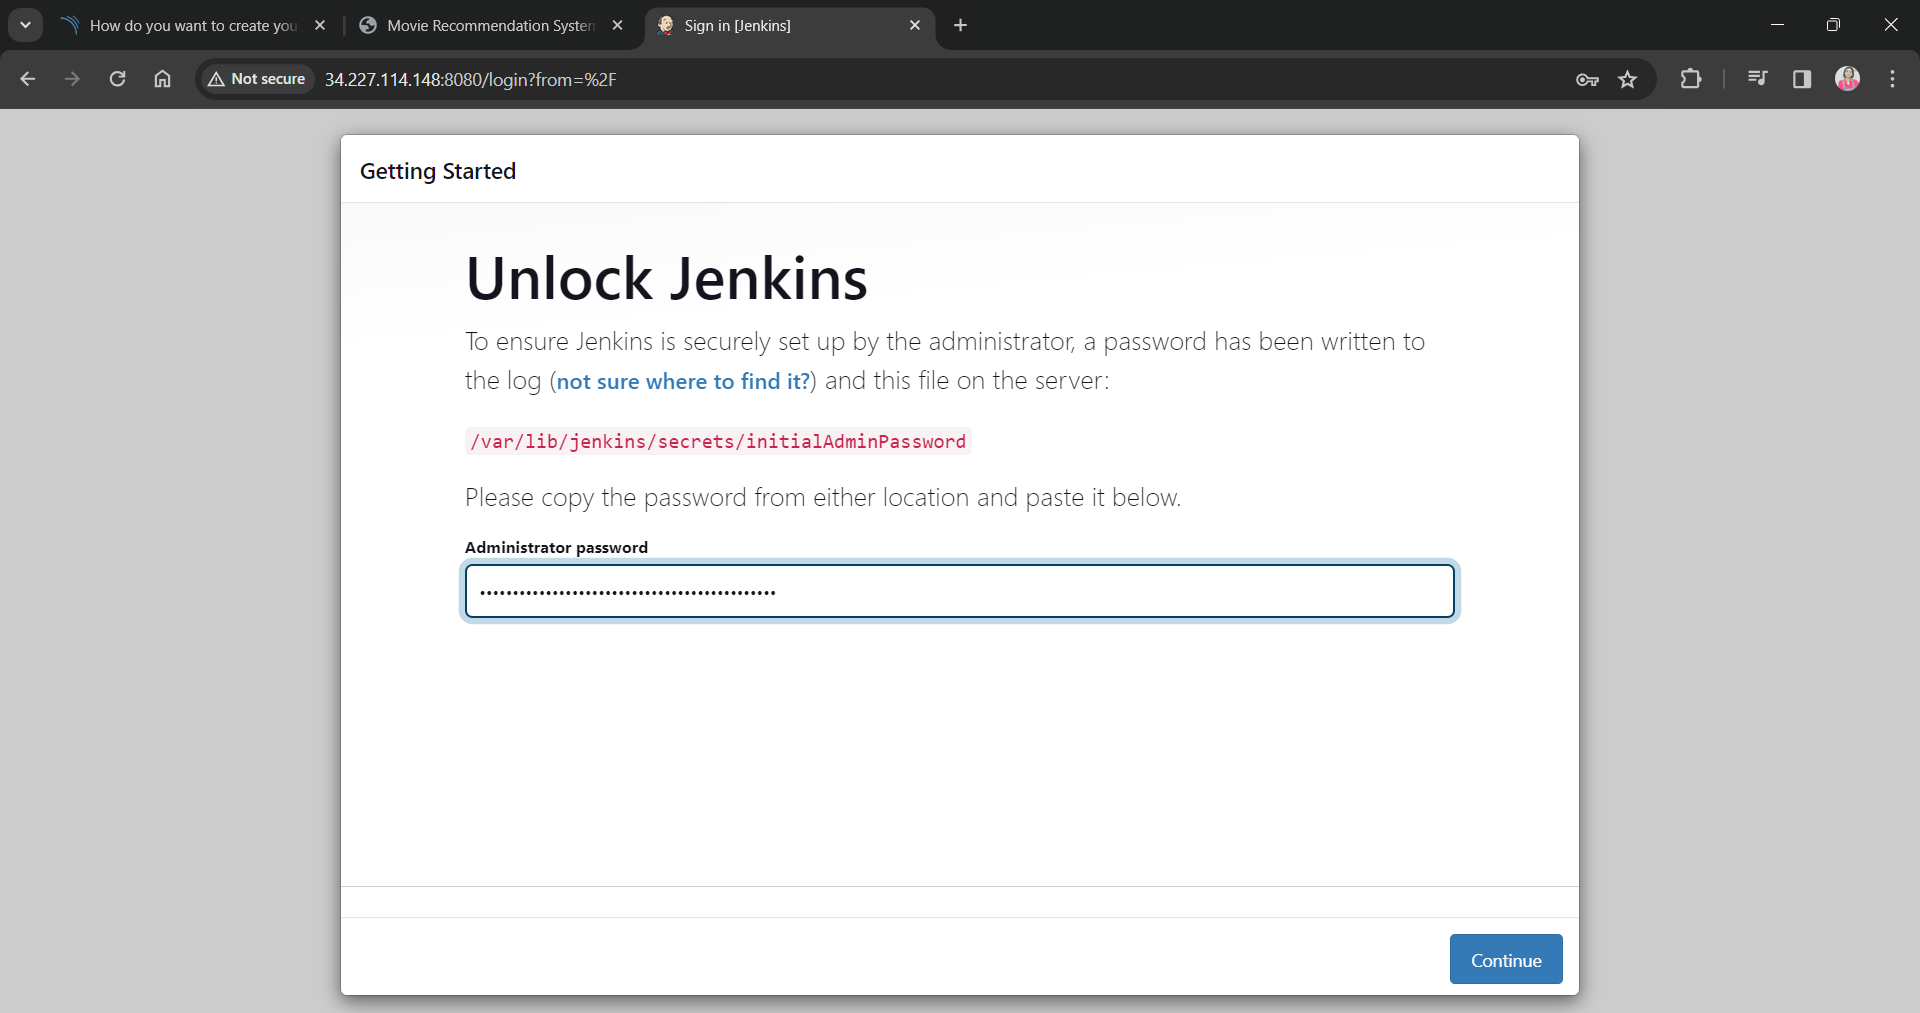 How do you want to create you
Movie Recommendation System
Sign in [Jenkins]
Not secure
34.227.114.148:8080/login?from=%2F
Getting Started
Unlock Jenkins
To ensure Jenkins is securely set up by the administrator, a password has been written to
the log (not sure where to find it?) and this file on the server:
/var/lib/jenkins/secrets/initialAdminPassword
Please copy the password from either location and paste it below.
Administrator password
Continue